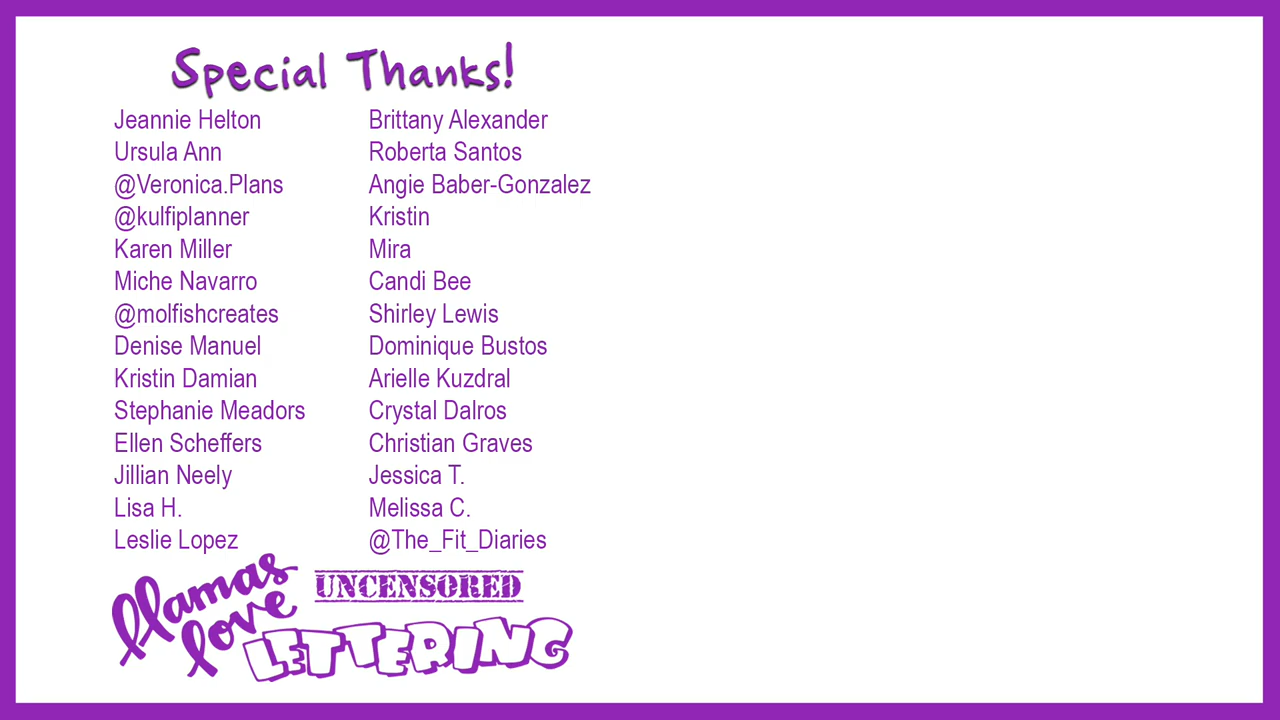 Special Thanks!
Jeannie Helton
Ursula Ann
@Veronica.Plans
@kulfiplanner
Karen Miller
Miche Navarro
@molfishcreates
Denise Manuel
Kristin Damian
Stephanie Meadors
Ellen Scheffers
Jillian Neely
Lisa H.
Leslie Lopez
Brittany Alexander
Roberta Santos
Angie Baber-Gonzalez
Kristin
Mira
Candi Bee
Shirley Lewis
Dominique Bustos
Arielle Kuzdral
Crystal Dalros
Christian Graves
Jessica T.
Melissa C.
@The_Fit_Diaries
llamas
love
UNCENSORED
LETTERING